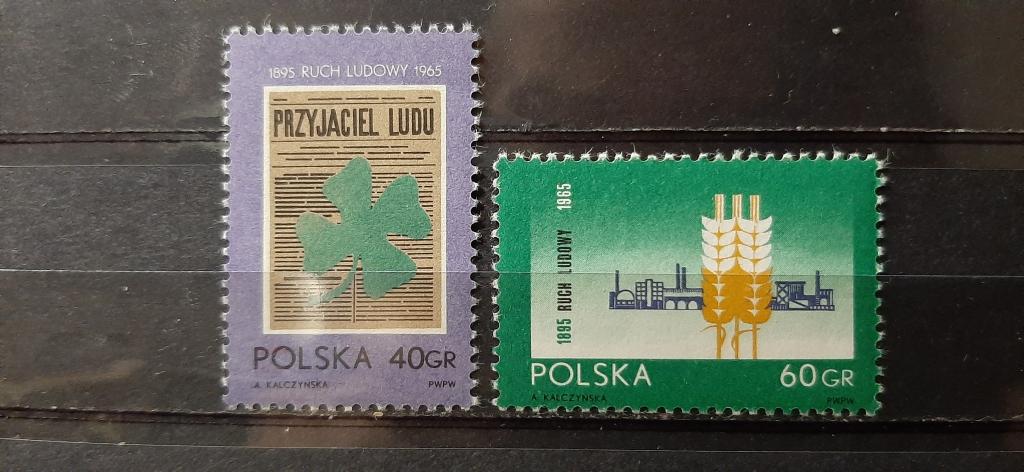 1895 RUCH LUDOWY 1965
PRZYJACIEL LUDU
POLSKA 40GR
A. KALCZYŃSKA PWPW
1895 RUCH LUDOWY 1965
POLSKA 60GR
A. KALCZYŃSKA PWPW